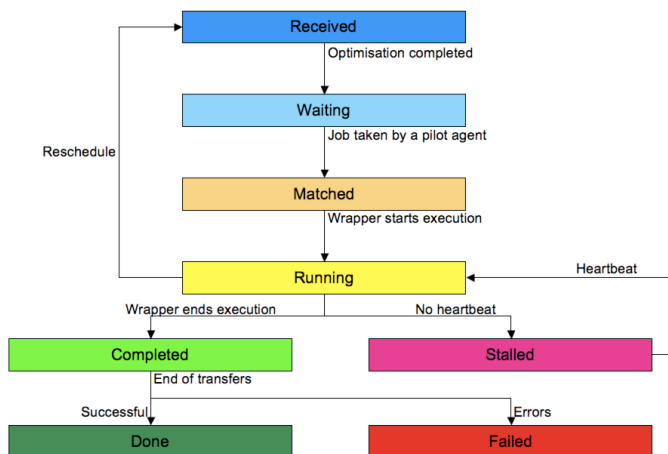 Received
Optimisation completed
Waiting
Job taken by a pilot agent
Reschedule
Matched
Wrapper starts execution
Running
Heartbeat
Wrapper ends execution
No heartbeat
Completed
Stalled
End of transfers
Successful
Errors
Done
Failed